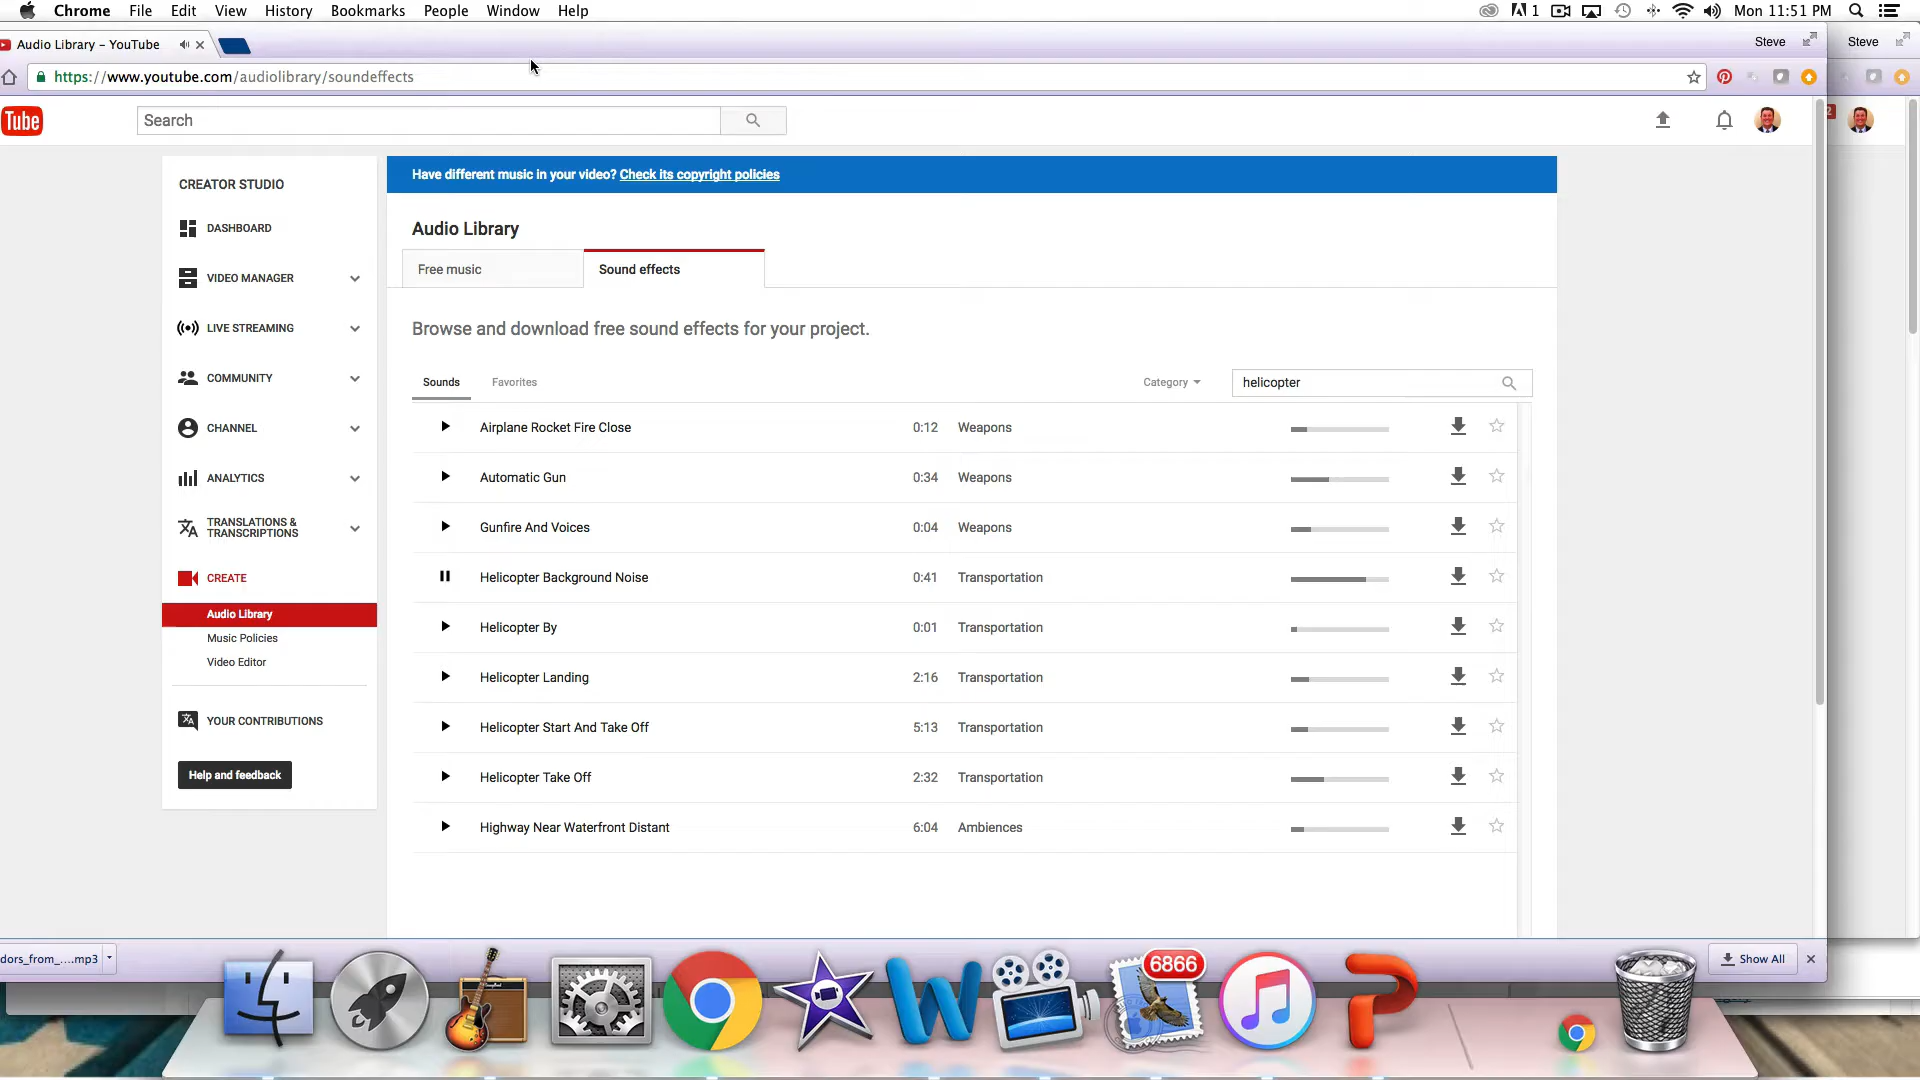 Chrome File Edit View History Bookmarks People Window Help
1 Mon 11:51 PM
Audio Library - YouTube
Steve
Steve
https://www.youtube.com/audiolibrary/soundeffects
Tube
Search
2
CREATOR STUDIO
DASHBOARD
VIDEO MANAGER
LIVE STREAMING
COMMUNITY
CHANNEL
ANALYTICS
TRANSLATIONS &
TRANSCRIPTIONS
CREATE
Audio Library
Music Policies
Video Editor
YOUR CONTRIBUTIONS
Help and feedback
Have different music in your video? Check its copyright policies
Audio Library
Free music
Sound effects
Browse and download free sound effects for your project.
Sounds Favorites Category helicopter
Airplane Rocket Fire Close 0:12 Weapons
Automatic Gun 0:34 Weapons
Gunfire And Voices 0:04 Weapons
Helicopter Background Noise 0:41 Transportation
Helicopter By 0:01 Transportation
Helicopter Landing 2:16 Transportation
Helicopter Start And Take Off 5:13 Transportation
Helicopter Take Off 2:32 Transportation
Highway Near Waterfront Distant 6:04 Ambiences
dors_from_....mp3
Show All
6866